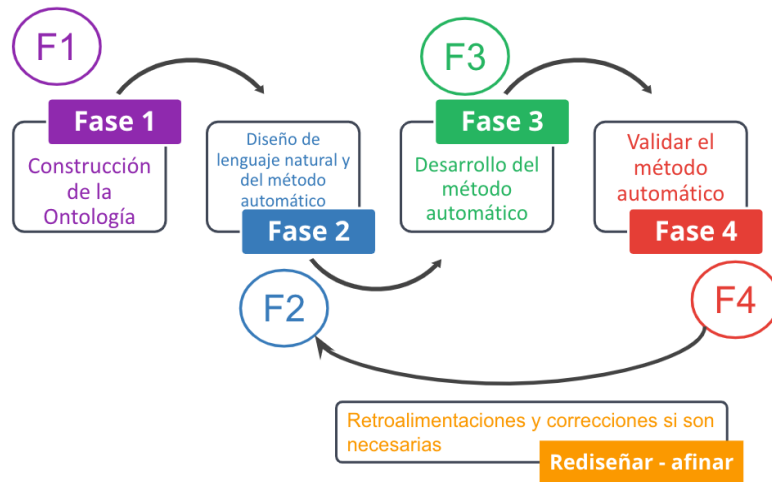 F1
Fase 1
Construcción
de la
Ontología
Diseño de
lenguaje natural y
del método
automático
Fase 2
F2
F3
Fase 3
Desarrollo del
método
automático
Validar el
método
automático
Fase 4
F4
Retroalimentaciones y correcciones si son
necesarias
Rediseñar - afinar